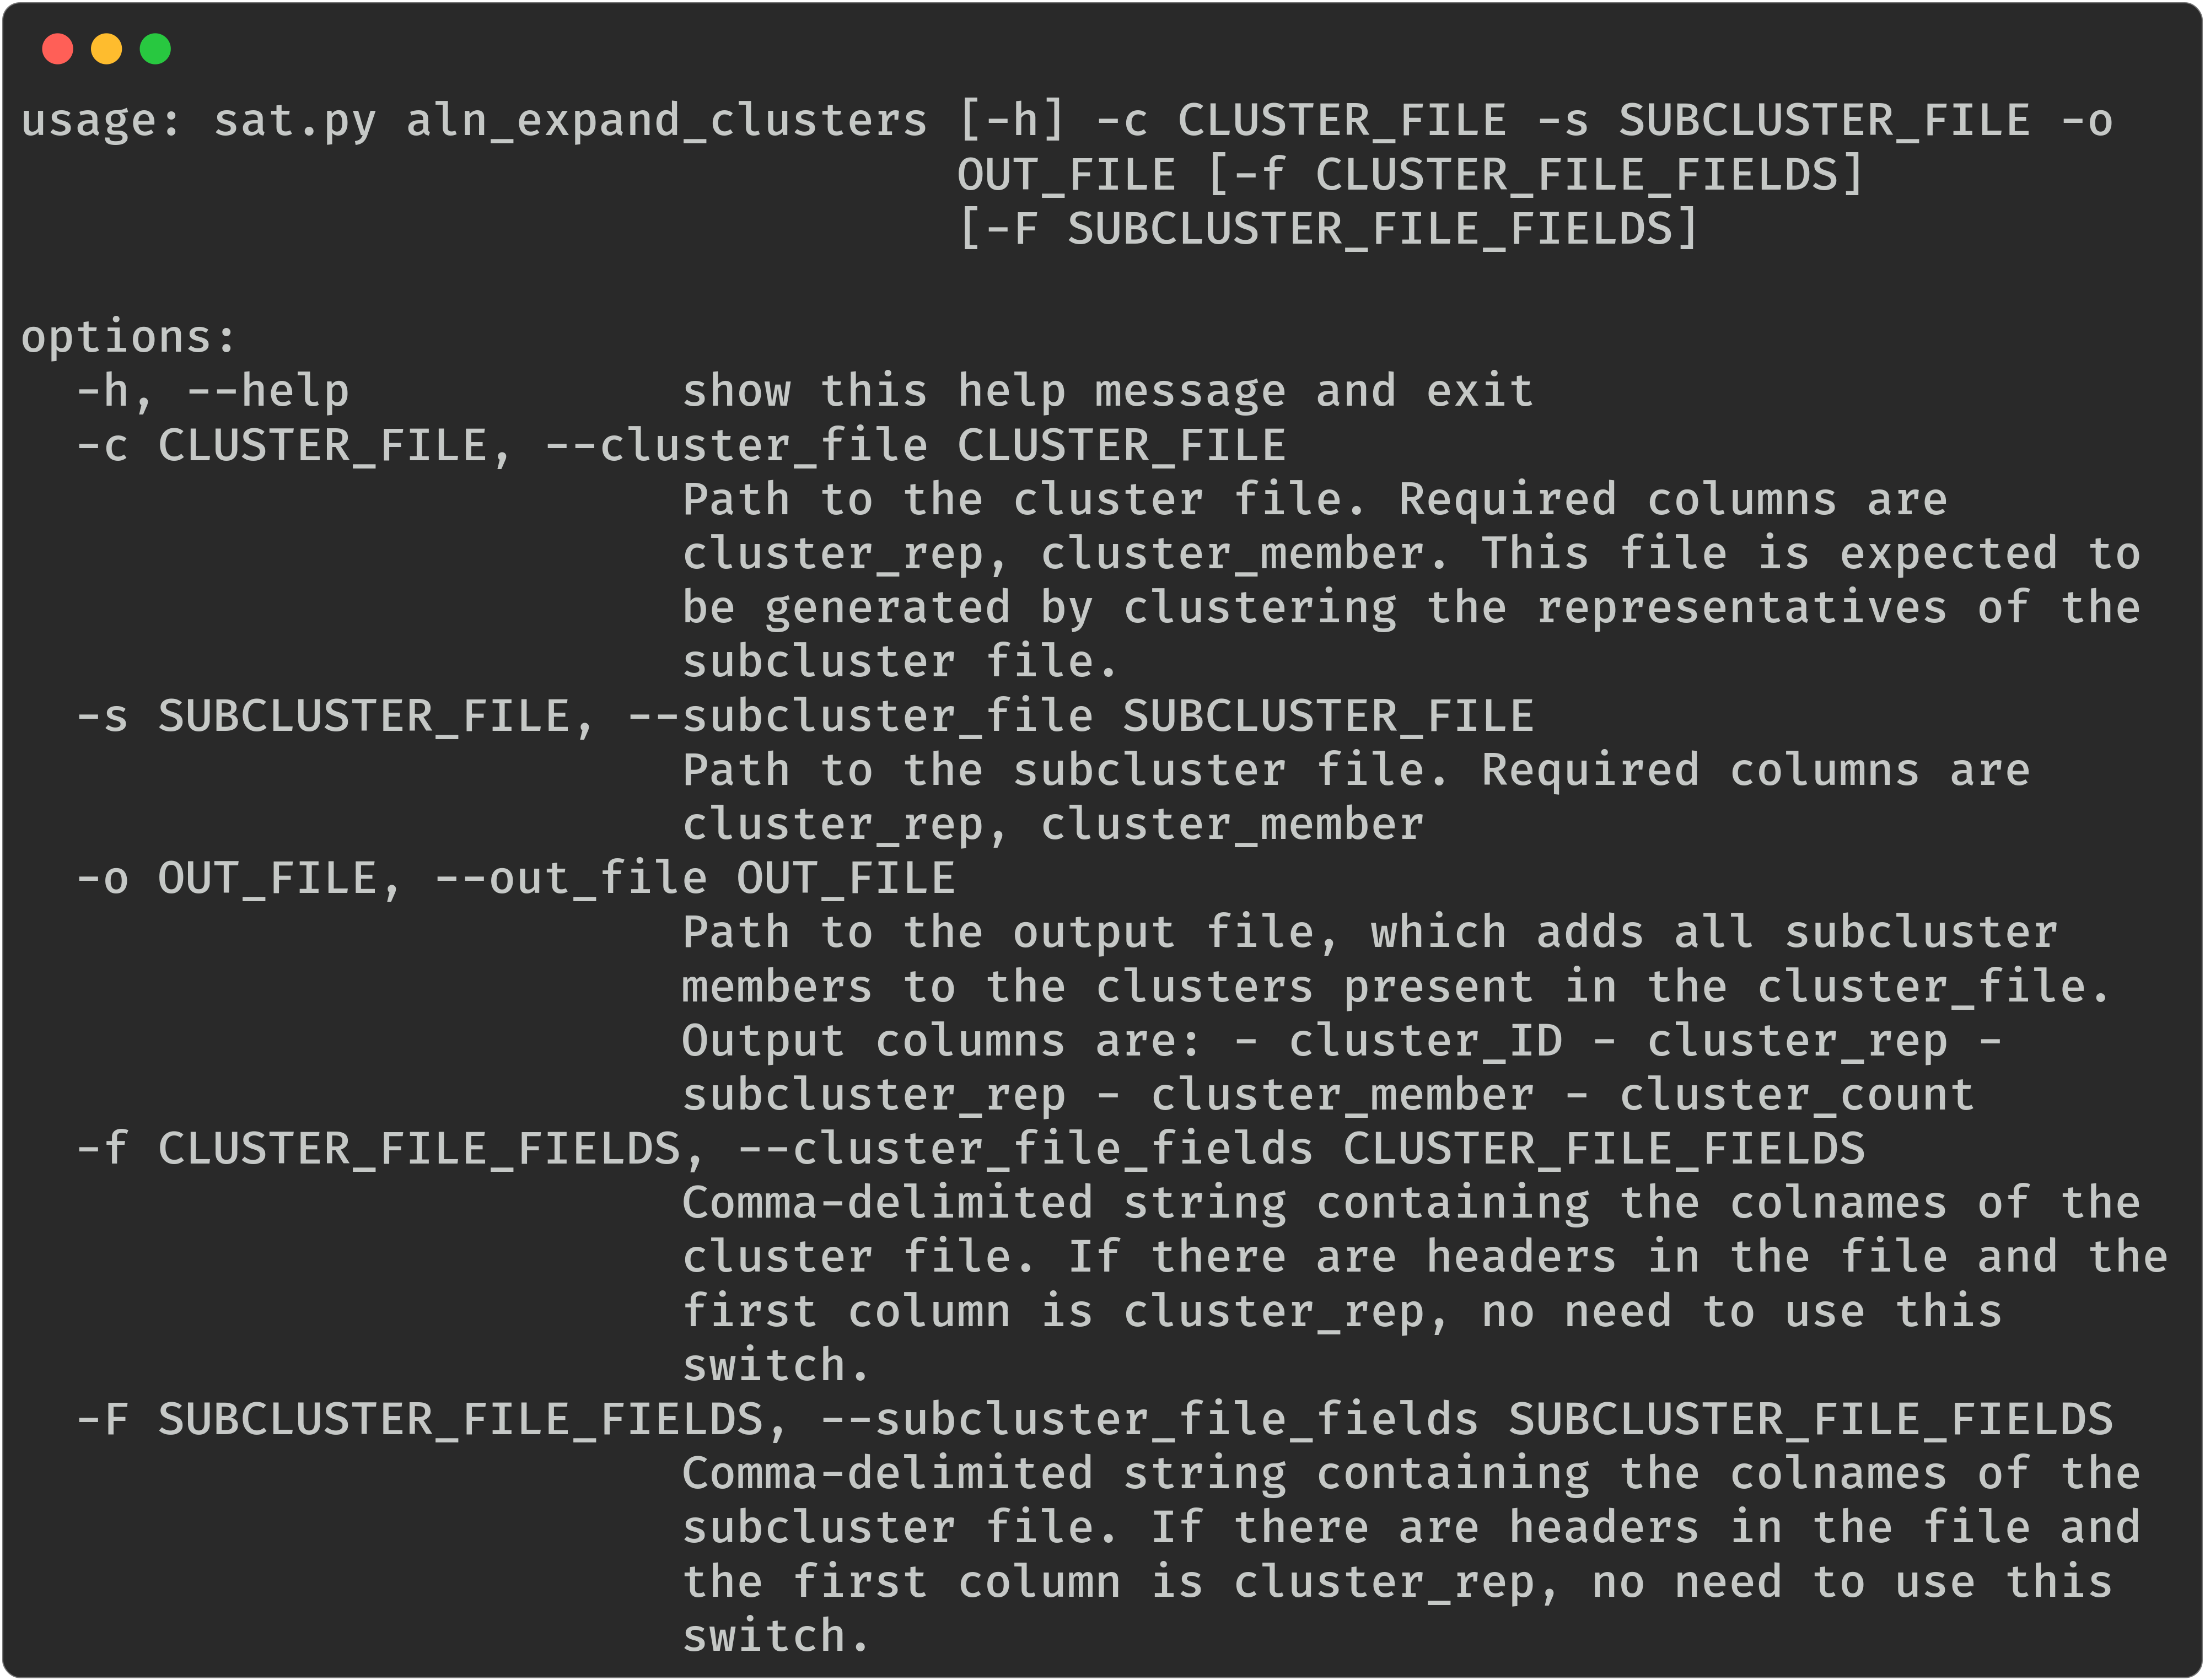 usage: sat.py aln_expand_clusters [-h] -c CLUSTER_FILE -s SUBCLUSTER_FILE -o
OUT_FILE [-f CLUSTER_FILE_FIELDS]
[-F SUBCLUSTER_FILE_FIELDS]
options:
-h, --help show this help message and exit
-c CLUSTER_FILE, --cluster_file CLUSTER_FILE
Path to the cluster file. Required columns are
cluster_rep, cluster_member. This file is expected to
be generated by clustering the representatives of the
subcluster file.
-s SUBCLUSTER_FILE, --subcluster_file SUBCLUSTER_FILE
Path to the subcluster file. Required columns are
cluster_rep, cluster_member
-o OUT_FILE, --out_file OUT_FILE
Path to the output file, which adds all subcluster
members to the clusters present in the cluster_file.
Output columns are: - cluster_ID - cluster_rep -
subcluster_rep - cluster_member - cluster_count
-f CLUSTER_FILE_FIELDS, --cluster_file_fields CLUSTER_FILE_FIELDS
Comma-delimited string containing the colnames of the
cluster file. If there are headers in the file and the
first column is cluster_rep, no need to use this
switch.
-F SUBCLUSTER_FILE_FIELDS, --subcluster_file_fields SUBCLUSTER_FILE_FIELDS
Comma-delimited string containing the colnames of the
subcluster file. If there are headers in the file and
the first column is cluster_rep, no need to use this
switch.